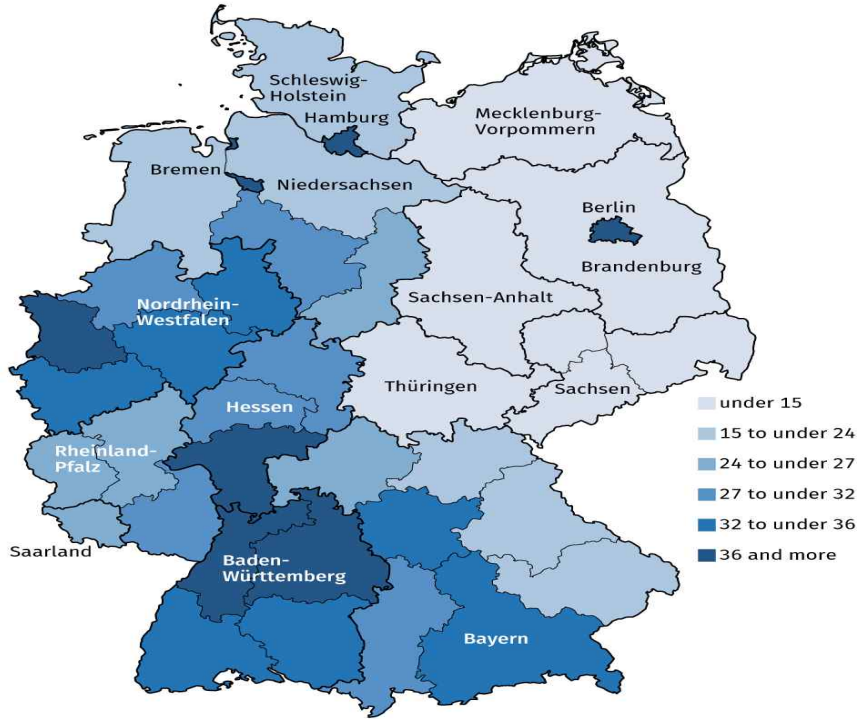 Schleswig-
Holstein
Hamburg
Mecklenburg-
Vorpommern
Bremen
Niedersachsen
Berlin
Brandenburg
Nordrhein-
Westfalen
Sachsen-Anhalt
Thüringen
Sachsen
Hessen
Rheinland-
Pfalz
Saarland
Baden-
Württemberg
Bayern
under 15
15 to under 24
24 to under 27
27 to under 32
32 to under 36
36 and more